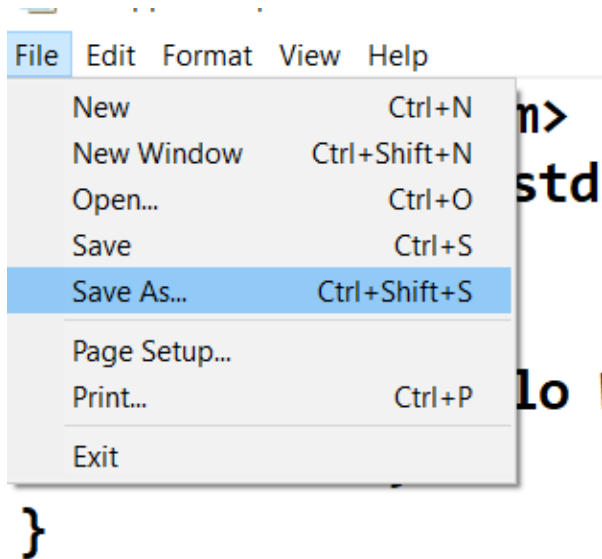 File Edit Format View Help
New Ctrl+N m>
New Window Ctrl+Shift+N
Open... Ctrl+O std
Save Ctrl+S
Save As... Ctrl+Shift+S
Page Setup...
Print... Ctrl+P lo
Exit
}